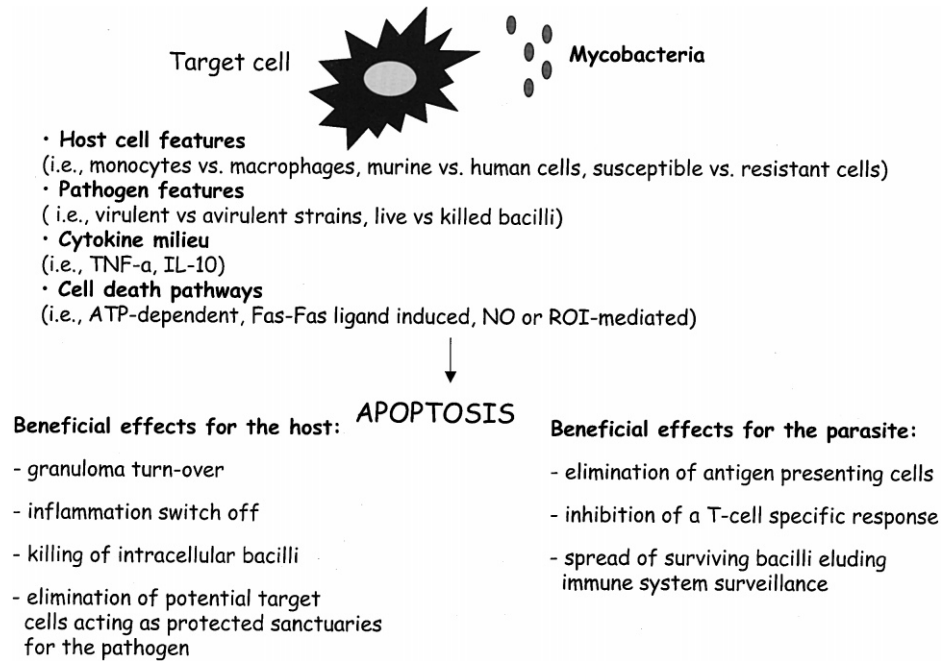 Target cell
Mycobacteria
· Host cell features
(i.e., monocytes vs. macrophages, murine vs. human cells, susceptible vs. resistant cells)
· Pathogen features
( i.e., virulent vs avirulent strains, live vs killed bacilli)
· Cytokine milieu
(i.e., TNF-α, IL-10)
· Cell death pathways
(i.e., ATP-dependent, Fas-Fas ligand induced, NO or ROI-mediated)
APOPTOSIS
Beneficial effects for the host:
- granuloma turn-over
- inflammation switch off
- killing of intracellular bacilli
- elimination of potential target
cells acting as protected sanctuaries
for the pathogen
Beneficial effects for the parasite:
- elimination of antigen presenting cells
- inhibition of a T-cell specific response
- spread of surviving bacilli eluding
immune system surveillance